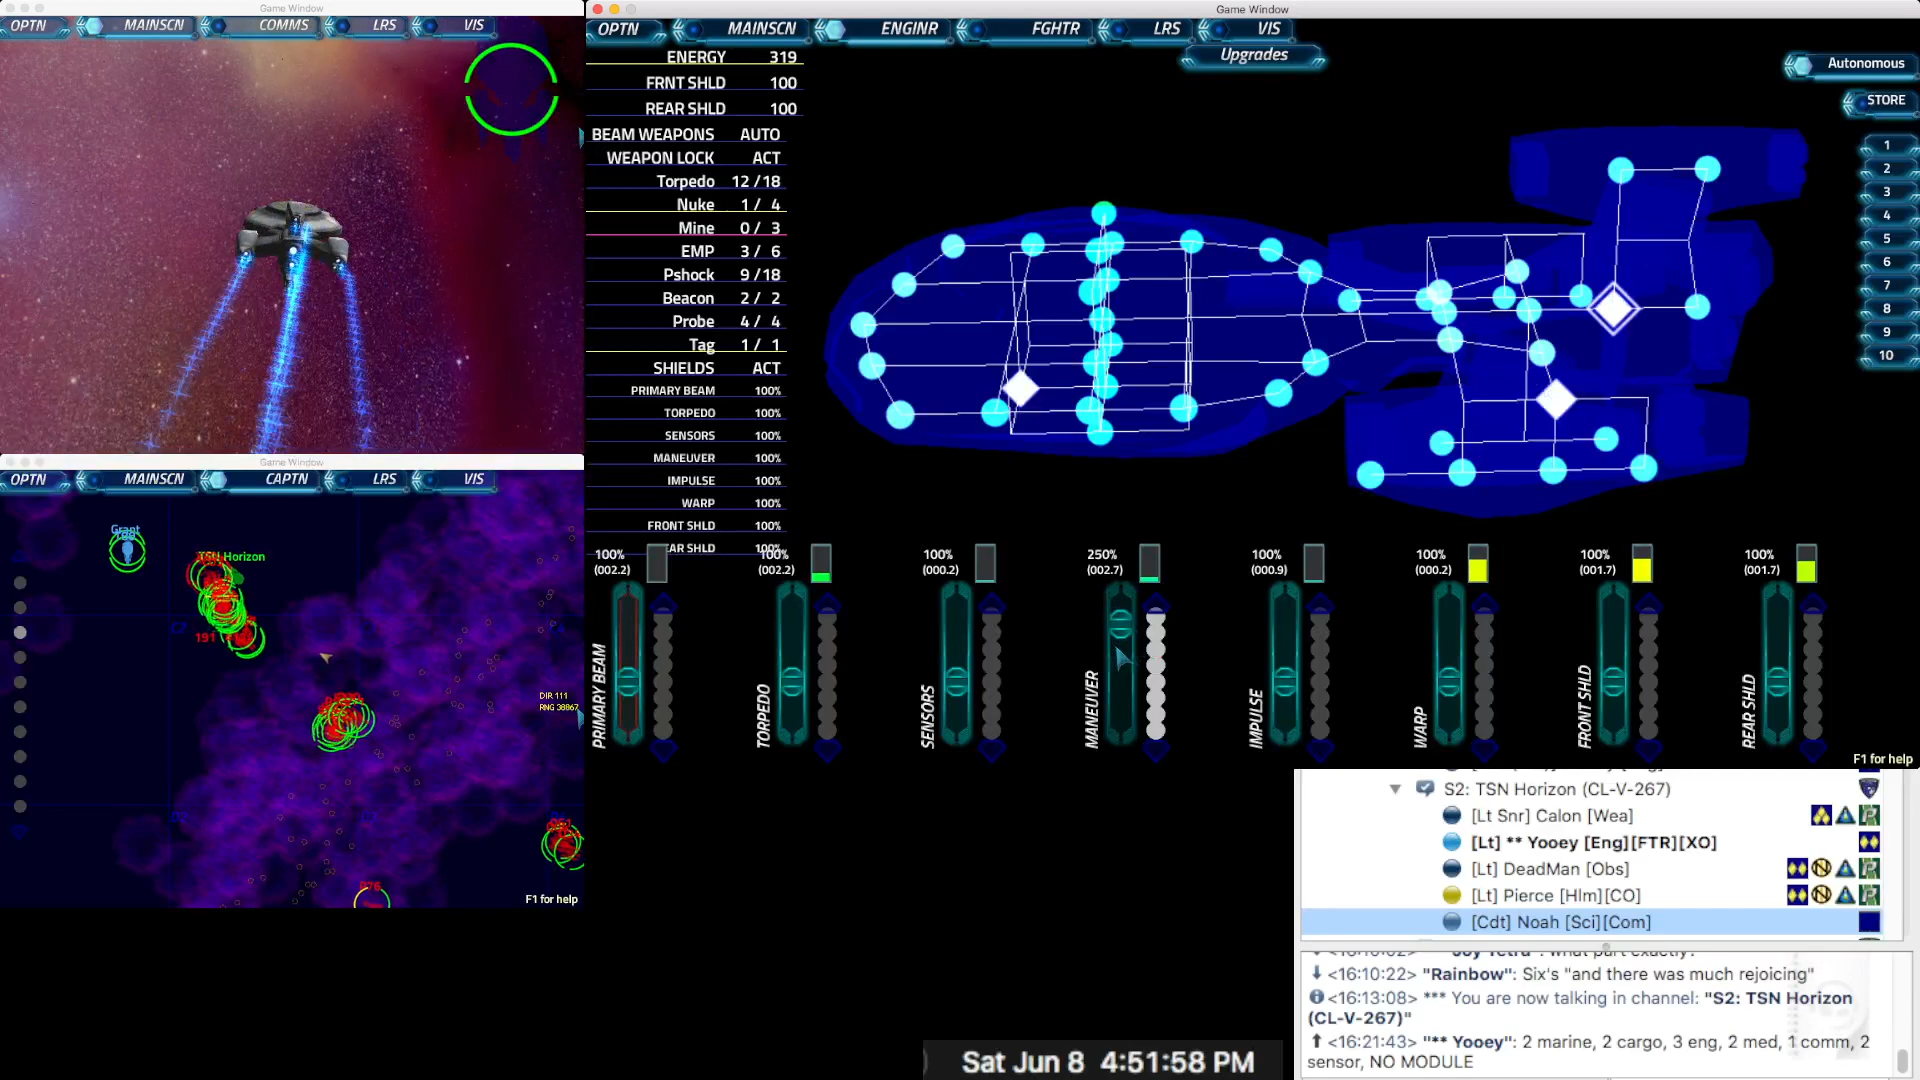 Game Window
OPTN MAINSCN COMMS LRS VIS
Game Window
OPTN MAINSCN ENGINR FGHTR LRS VIS
Upgrades
Autonomous
STORE
1
2
3
4
5
6
7
8
9
10
ENERGY 319
FRNT SHLD 100
REAR SHLD 100
BEAM WEAPONS AUTO
WEAPON LOCK ACT
Torpedo 12 / 18
Nuke 1 / 4
Mine 0 / 3
EMP 3 / 6
Pshock 9 / 18
Beacon 2 / 2
Probe 4 / 4
Tag 1 / 1
SHIELDS ACT
PRIMARY BEAM 100%
TORPEDO 100%
SENSORS 100%
MANEUVER 100%
IMPULSE 100%
WARP 100%
FRONT SHLD 100%
EAR SHLD 100%
100% 100% 100% 250% 100% 100% 100% 100%
(002.2) (002.2) (000.2) (002.7) (000.9) (000.2) (001.7) (001.7)
PRIMARY BEAM TORPEDO SENSORS MANEUVER IMPULSE WARP FRONT SHLD REAR SHLD
F1 for help
Game Window
OPTN MAINSCN CAPTN LRS VIS
Grant
TSN Horizon
191
DIR 111
RNG 38867
F1 for help
S2: TSN Horizon (CL-V-267)
[Lt Snr] Calon [Wea]
[Lt] ** Yooey [Eng][FTR][XO]
[Lt] DeadMan [Obs]
[Lt] Pierce [Hlm][CO]
[Cdt] Noah [Sci][Com]
<16:10:22> "Rainbow": Six's "and there was much rejoicing"
<16:13:08> *** You are now talking in channel: "S2: TSN Horizon
(CL-V-267)"
<16:21:43> "** Yooey": 2 marine, 2 cargo, 3 eng, 2 med, 1 comm, 2
sensor, NO MODULE
Sat Jun 8 4:51:58 PM